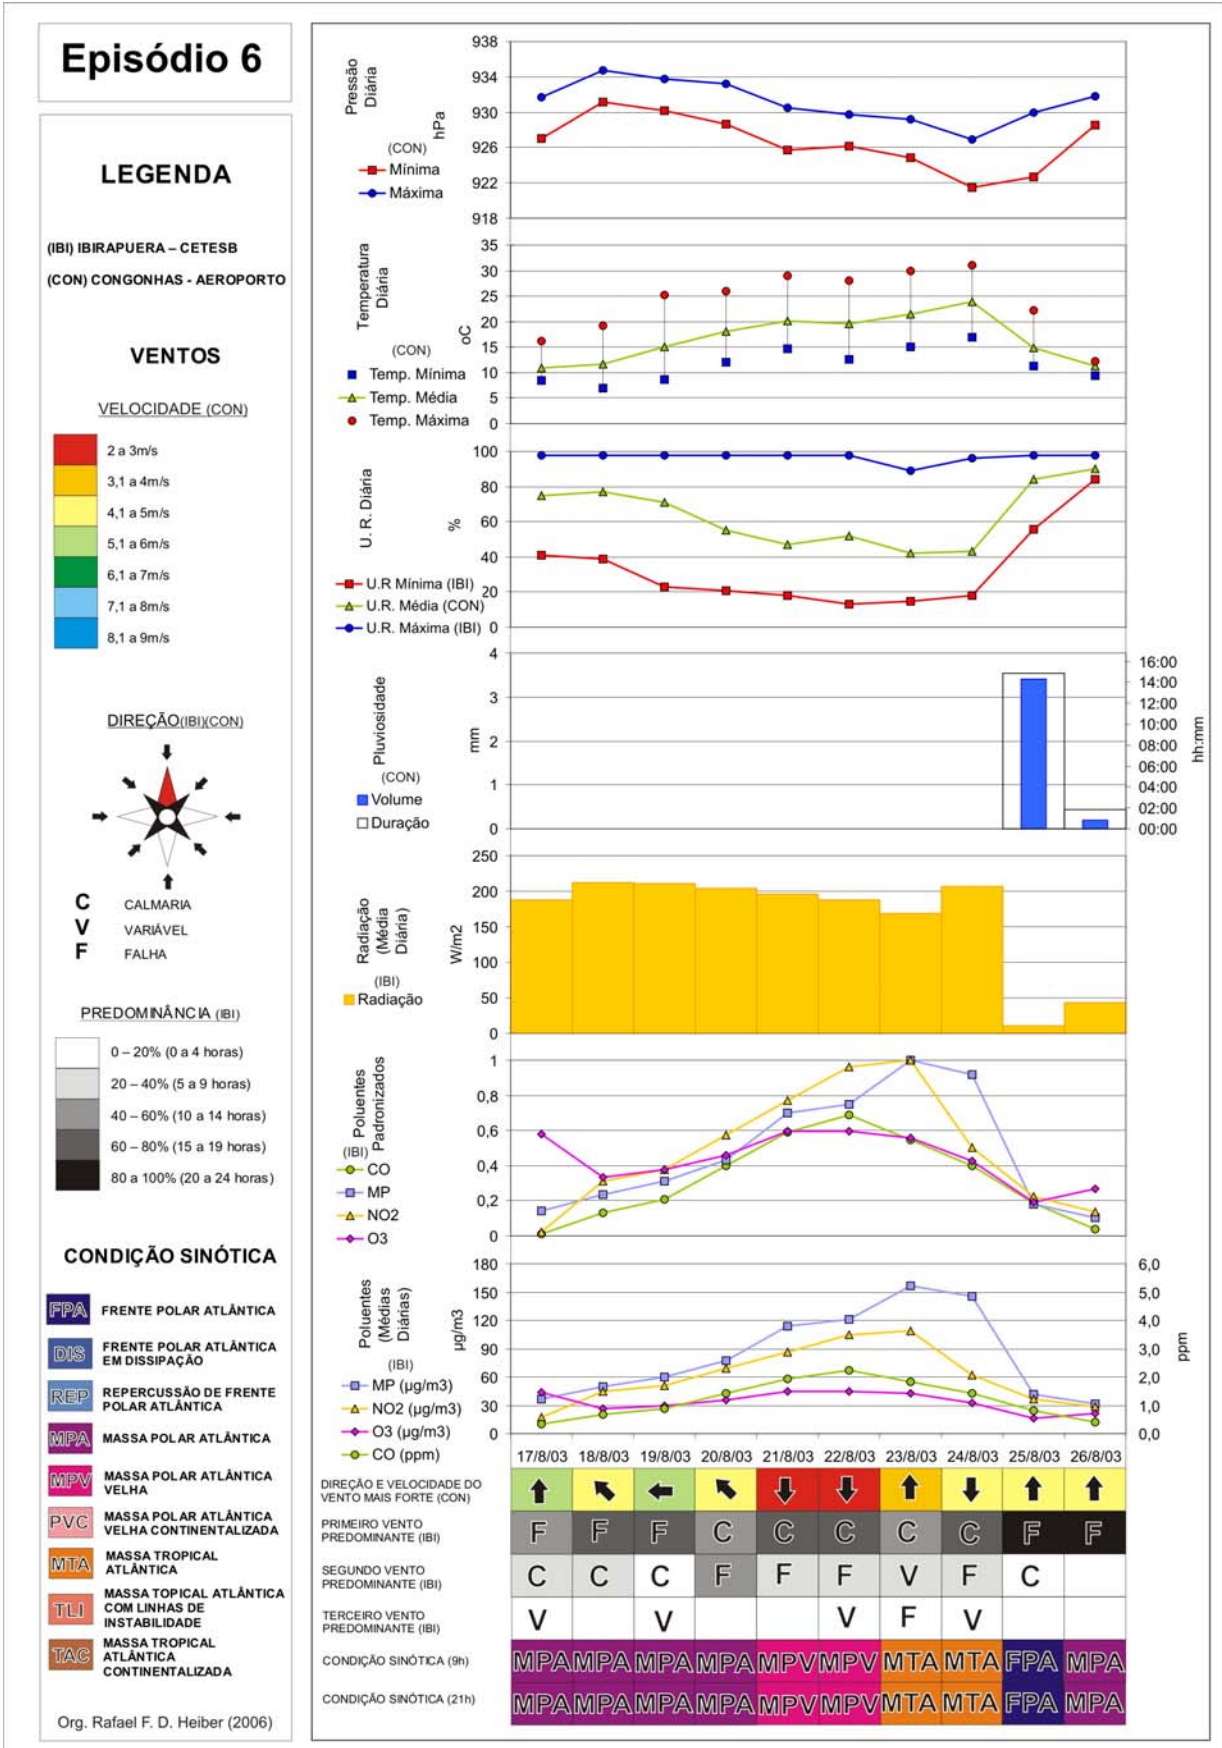 Episódio 6
LEGENDA
(IBI) IBIRAPUERA – CETESB
(CON) CONGONHAS - AEROPORTO
VENTOS
VELOCIDADE (CON)
2 a 3m/s
3,1 a 4m/s
4,1 a 5m/s
5,1 a 6m/s
6,1 a 7m/s
7,1 a 8m/s
8,1 a 9m/s
DIREÇÃO(IBI)(CON)
C CALMARIA
V VARIÁVEL
F FALHA
PREDOMINÂNCIA (IBI)
0 – 20% (0 a 4 horas)
20 – 40% (5 a 9 horas)
40 – 60% (10 a 14 horas)
60 – 80% (15 a 19 horas)
80 a 100% (20 a 24 horas)
CONDIÇÃO SINÓTICA
FPA FRENTE POLAR ATLÂNTICA
DIS FRENTE POLAR ATLÂNTICA
EM DISSIPAÇÃO
REP REPERCUSSÃO DE FRENTE
POLAR ATLÂNTICA
MPA MASSA POLAR ATLÂNTICA
MPV MASSA POLAR ATLÂNTICA
VELHA
PVC MASSA POLAR ATLÂNTICA
VELHA CONTINENTALIZADA
MTA MASSA TROPICAL
ATLÂNTICA
TLI MASSA TOPICAL ATLÂNTICA
COM LINHAS DE
INSTABILIDADE
TAC MASSA TROPICAL
ATLÂNTICA
CONTINENTALIZADA
Org. Rafael F. D. Heiber (2006)
Pressão
Diária
hPa
(CON)
Mínima
Máxima
938
934
930
926
922
918
Temperatura
Diária
oC
(CON)
Temp. Mínima
Temp. Média
Temp. Máxima
35
30
25
20
15
10
5
0
U. R. Diária
%
U.R Mínima (IBI)
U.R. Média (CON)
U.R. Máxima (IBI)
100
80
60
40
20
0
Pluviosidade
mm
(CON)
Volume
Duração
4
3
2
1
0
16:00
14:00
12:00
10:00
08:00
06:00
04:00
02:00
00:00
hh:mm
Radiação
(Média
Diária)
W/m2
(IBI)
Radiação
250
200
150
100
50
0
Poluentes
Padronizados
(IBI)
CO
MP
NO2
O3
1
0,8
0,6
0,4
0,2
0
Poluentes
(Médias
Diárias)
µg/m3
(IBI)
MP (µg/m3)
NO2 (µg/m3)
O3 (µg/m3)
CO (ppm)
180
150
120
90
60
30
0
6,0
5,0
4,0
3,0
2,0
1,0
0,0
ppm
17/8/03 18/8/03 19/8/03 20/8/03 21/8/03 22/8/03 23/8/03 24/8/03 25/8/03 26/8/03
DIREÇÃO E VELOCIDADE DO
VENTO MAIS FORTE (CON)
PRIMEIRO VENTO
PREDOMINANTE (IBI)
F F F C C C C C F F
SEGUNDO VENTO
PREDOMINANTE (IBI)
C C C F F F V F C
TERCEIRO VENTO
PREDOMINANTE (IBI)
V V V F V
CONDIÇÃO SINÓTICA (9h)
MPA MPA MPA MPA MPV MPV MTA MTA FPA MPA
CONDIÇÃO SINÓTICA (21h)
MPA MPA MPA MPA MPV MPV MTA MTA FPA MPA